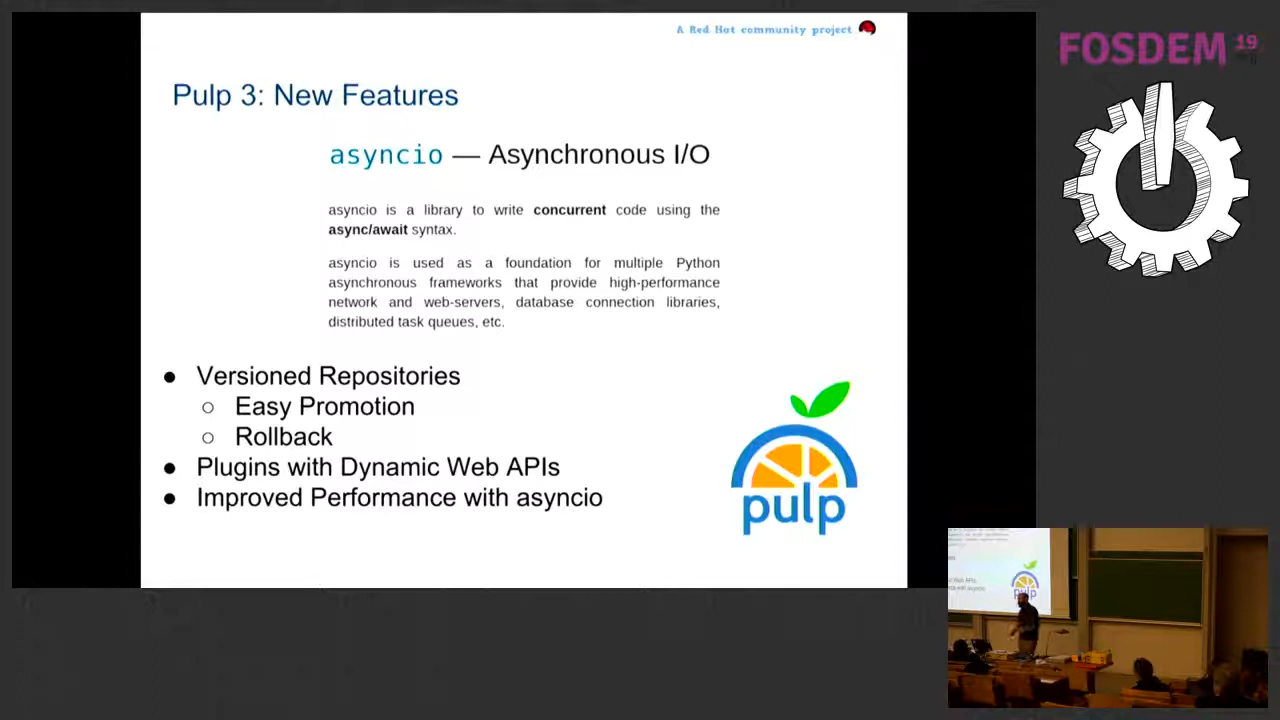 A Red Hot community project
FOSDEM 19
Pulp 3: New Features
asyncio — Asynchronous I/O
asyncio is a library to write concurrent code using the
async/await syntax.
asyncio is used as a foundation for multiple Python
asynchronous frameworks that provide high-performance
network and web-servers, database connection libraries,
distributed task queues, etc.
● Versioned Repositories
○ Easy Promotion
○ Rollback
● Plugins with Dynamic Web APIs
● Improved Performance with asyncio
pulp
pulp